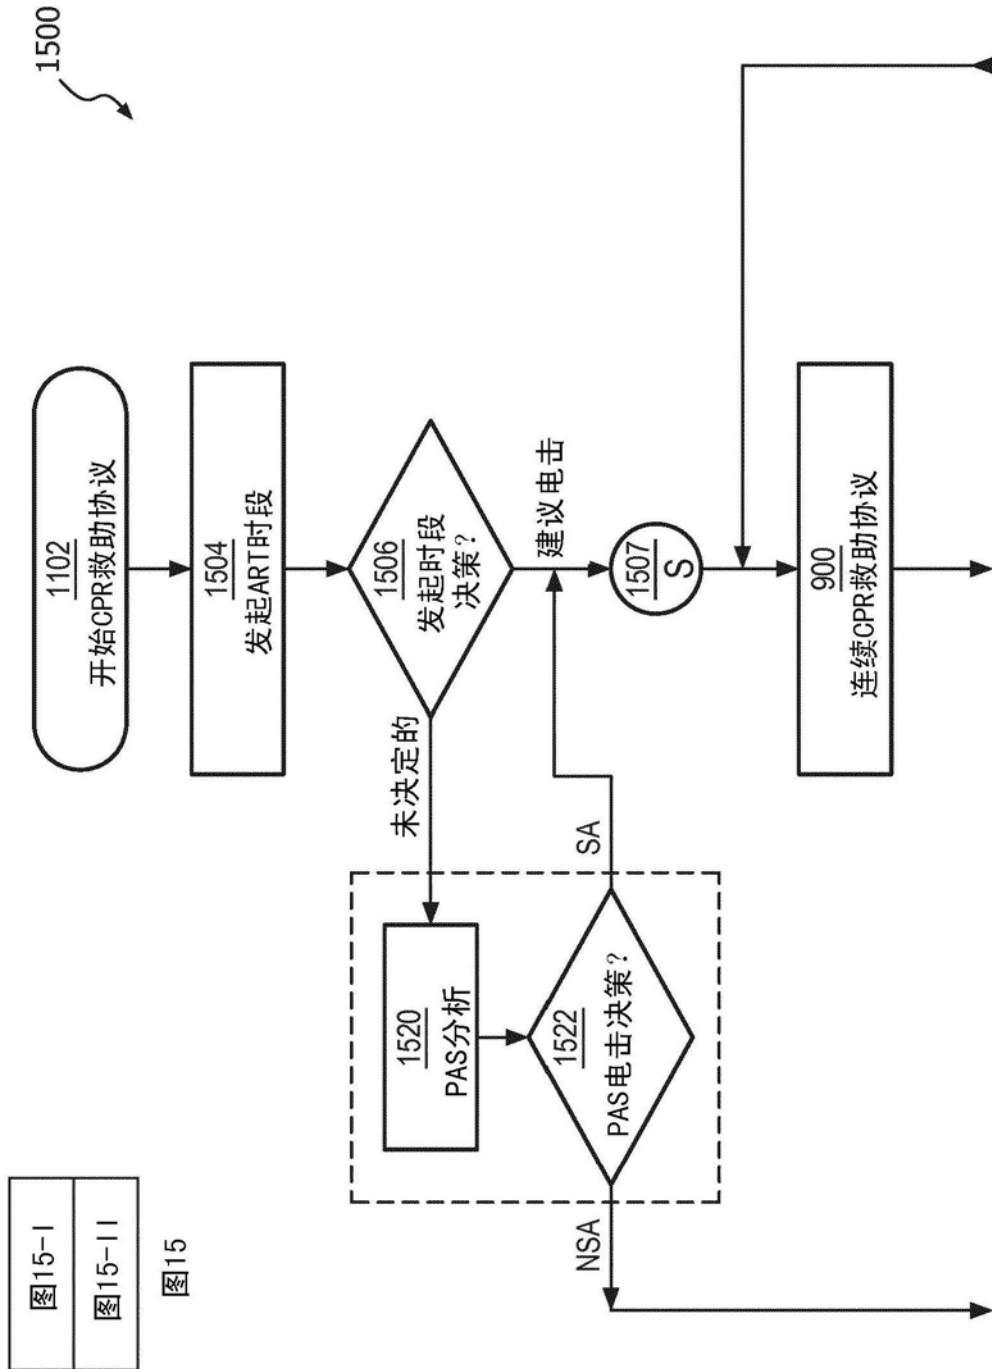 1500
1102
开始CPR救助协议
1504
发起ART时段
1506
发起时段
决策?
未决定的
建议电击
1520
PAS分析
1522
PAS电击决策?
SA
NSA
1507
S
900
连续CPR救助协议
图15-I
图15-II
图15